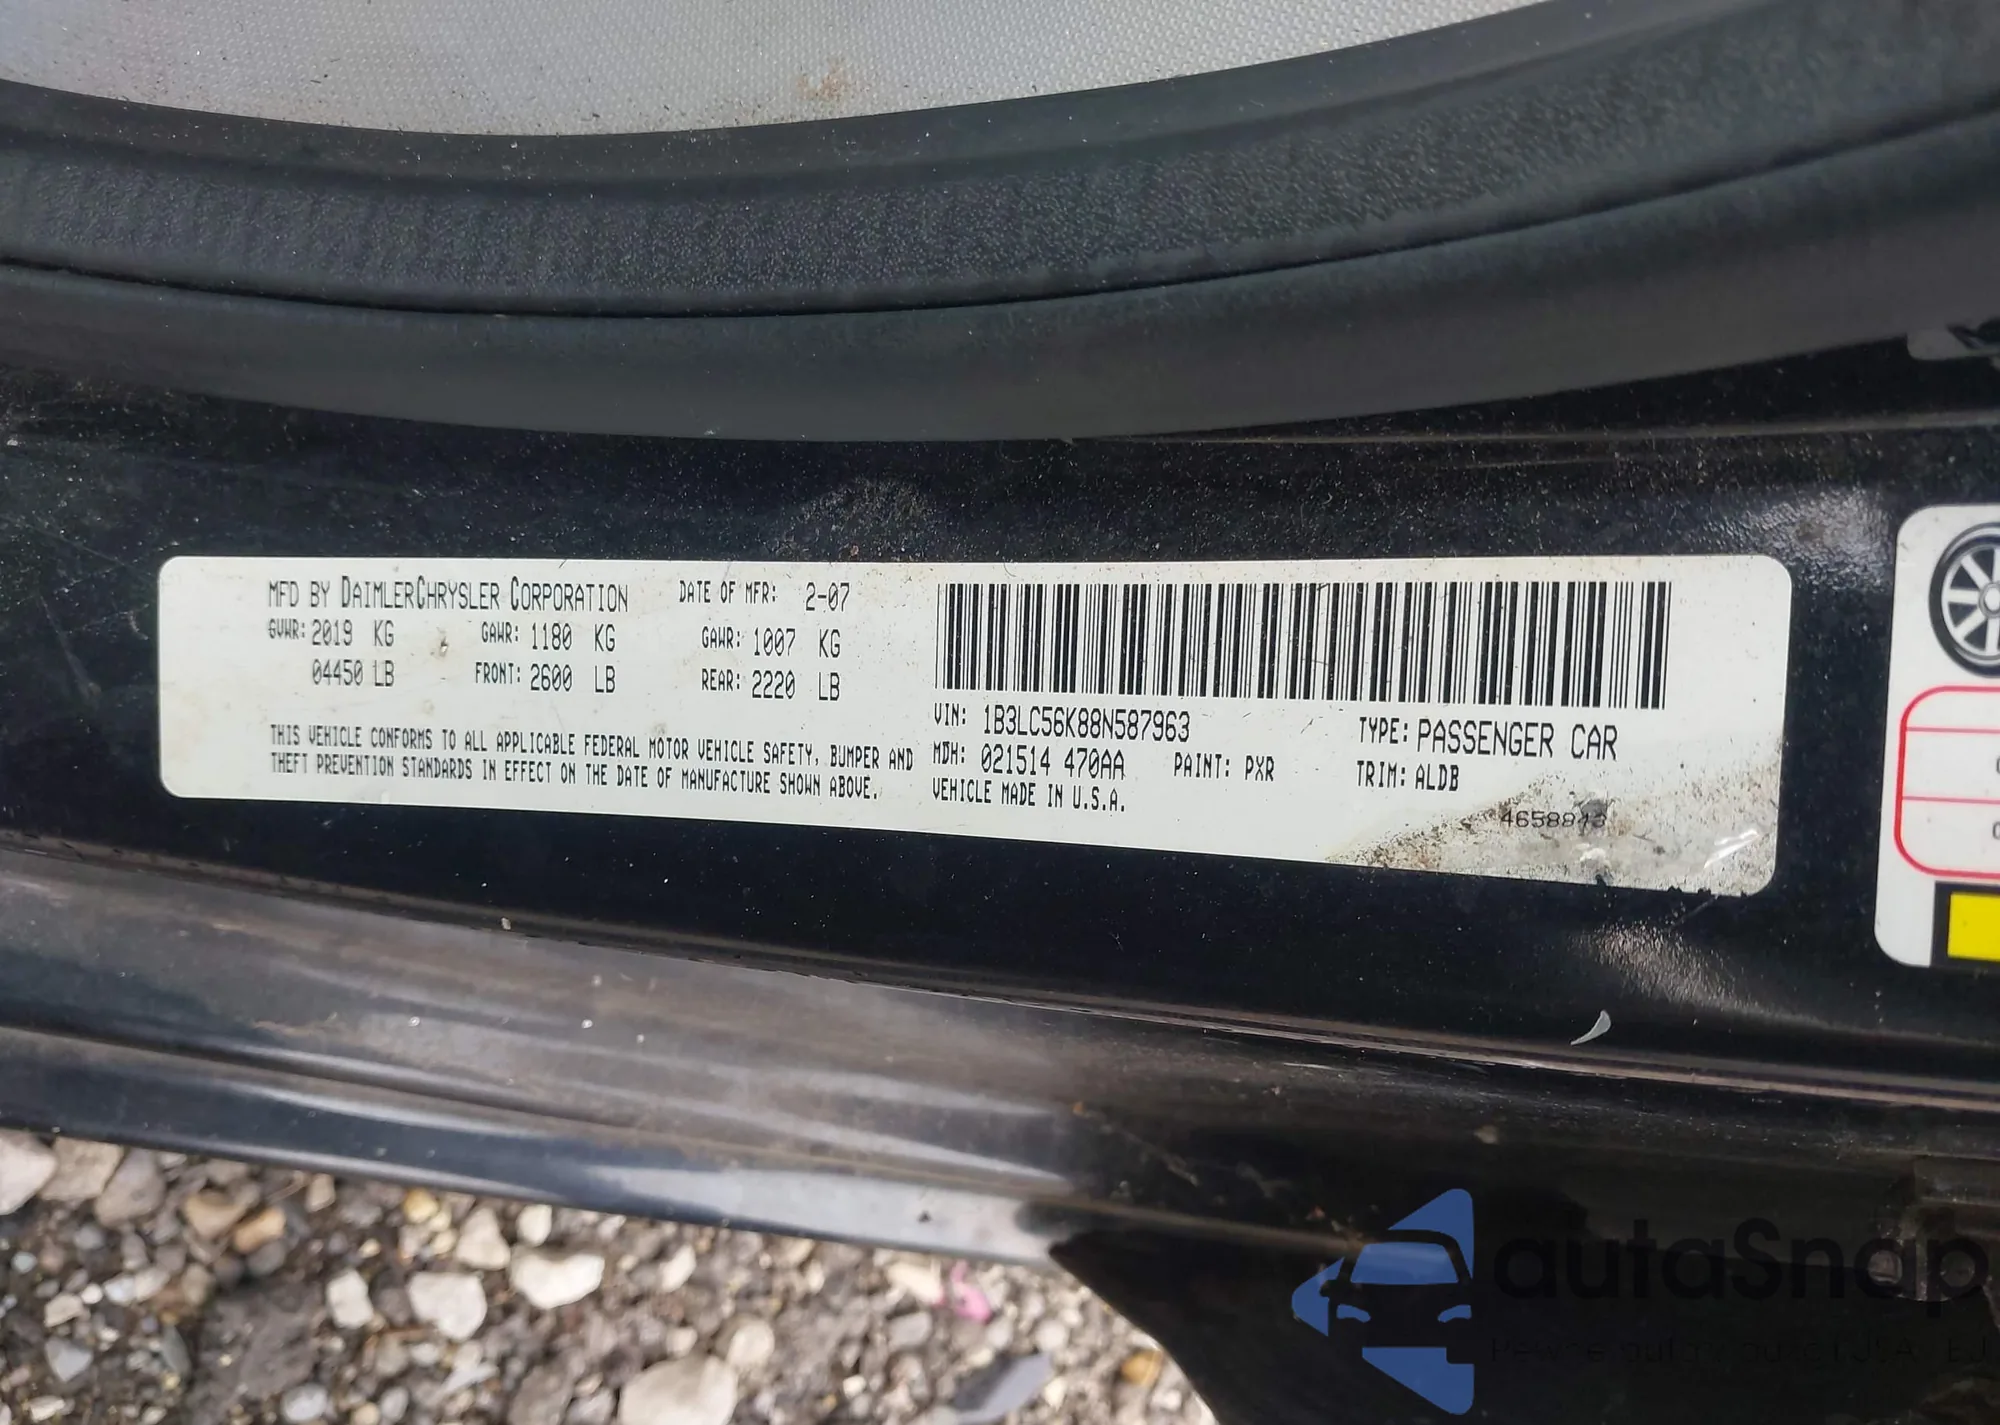 MFD BY DAIMLERCHRYSLER CORPORATION DATE OF MFR: 2-07
GVWR: 2019 KG GAWR: 1180 KG GAWR: 1007 KG
04450 LB FRONT: 2600 LB REAR: 2220 LB
THIS VEHICLE CONFORMS TO ALL APPLICABLE FEDERAL MOTOR VEHICLE SAFETY, BUMPER AND
THEFT PREVENTION STANDARDS IN EFFECT ON THE DATE OF MANUFACTURE SHOWN ABOVE.
VIN: 1B3LC56K88N587963 TYPE: PASSENGER CAR
MDH: 021514 470AA PAINT: PXR TRIM: ALDB
VEHICLE MADE IN U.S.A.
autaSnap